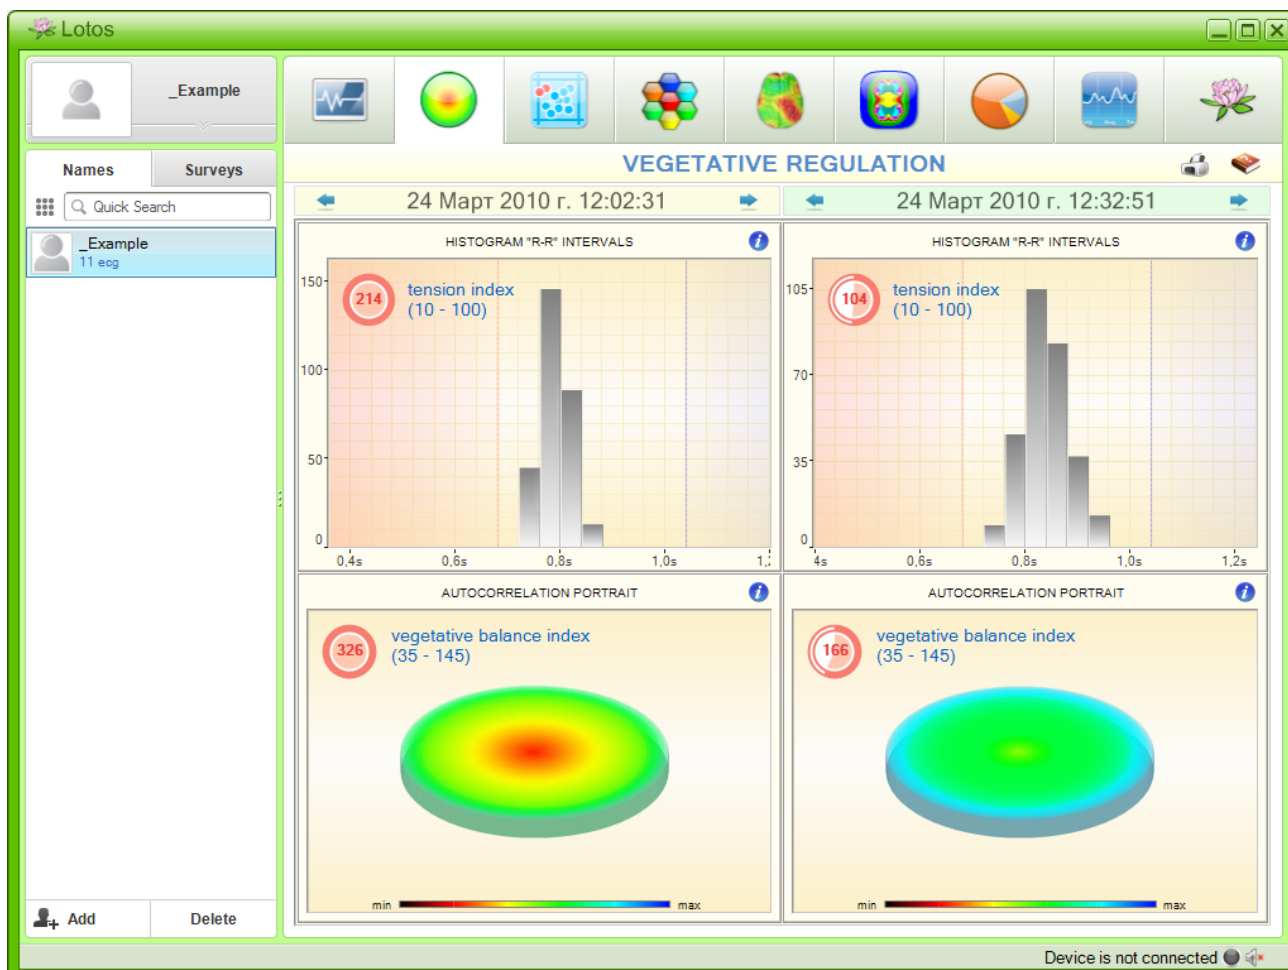 Lotos
_Example
Names
Surveys
Quick Search
_Example
11 ecg
Add
Delete
VEGETATIVE REGULATION
24 Март 2010 г. 12:02:31
24 Март 2010 г. 12:32:51
HISTOGRAM "R-R" INTERVALS
214
tension index
(10 - 100)
150
100
50
0
0,4s 0,6s 0,8s 1,0s 1,2
HISTOGRAM "R-R" INTERVALS
104
tension index
(10 - 100)
105
70
35
0
4s 0,6s 0,8s 1,0s 1,2s
AUTOCORRELATION PORTRAIT
326
vegetative balance index
(35 - 145)
min max
AUTOCORRELATION PORTRAIT
166
vegetative balance index
(35 - 145)
min max
Device is not connected